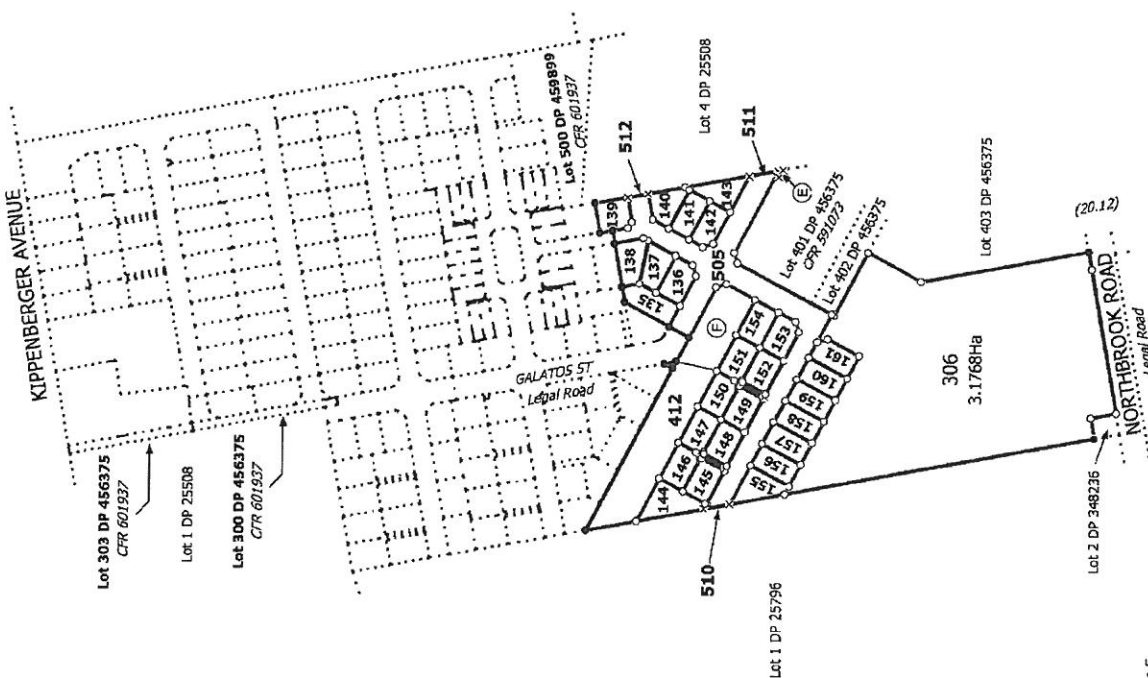 KIPPENBERGER AVENUE
Lot 303 DP 456375
CFR 601937
Lot 1 DP 25508
Lot 300 DP 456375
CFR 601937
Lot 500 DP 459899
CFR 601937
GALATOS ST
Legal Road
512
Lot 4 DP 25508
511
139
140
141
142
143
138
137
136
135
505
E
Lot 401 DP 456375
CFR 591073
Lot 402 DP 456375
Lot 403 DP 456375
F
412
154
153
151
152
150
149
147
148
146
145
144
161
160
159
158
157
156
155
510
Lot 1 DP 25796
306
3.1768Ha
(20.12)
NORTHBROOK ROAD
Legal Road
Lot 2 DP 348236